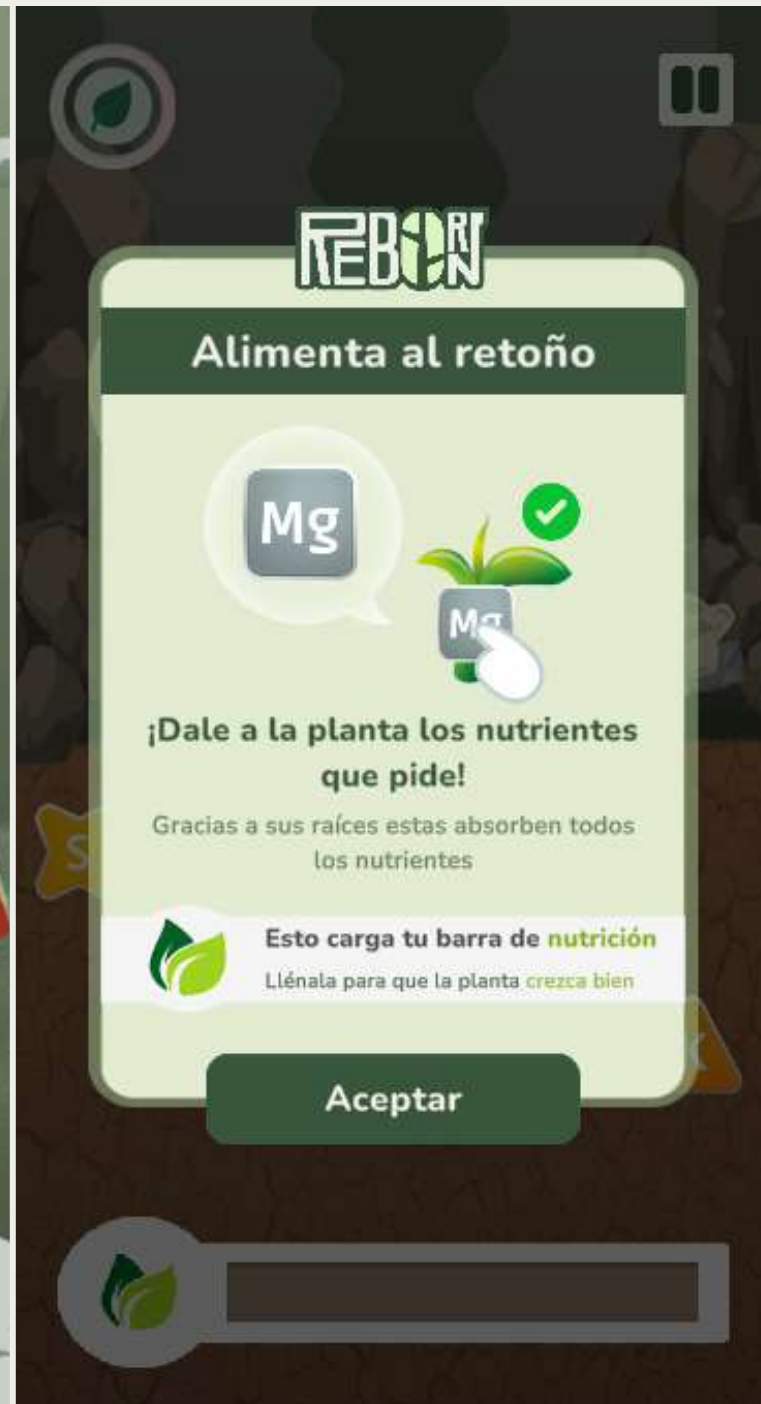 REBORN
Alimenta al retoño
Mg
Mg
¡Dale a la planta los nutrientes
que pide!
Gracias a sus raíces estas absorben todos
los nutrientes
S
Esto carga tu barra de nutrición
Llénala para que la planta crezca bien
K
Aceptar